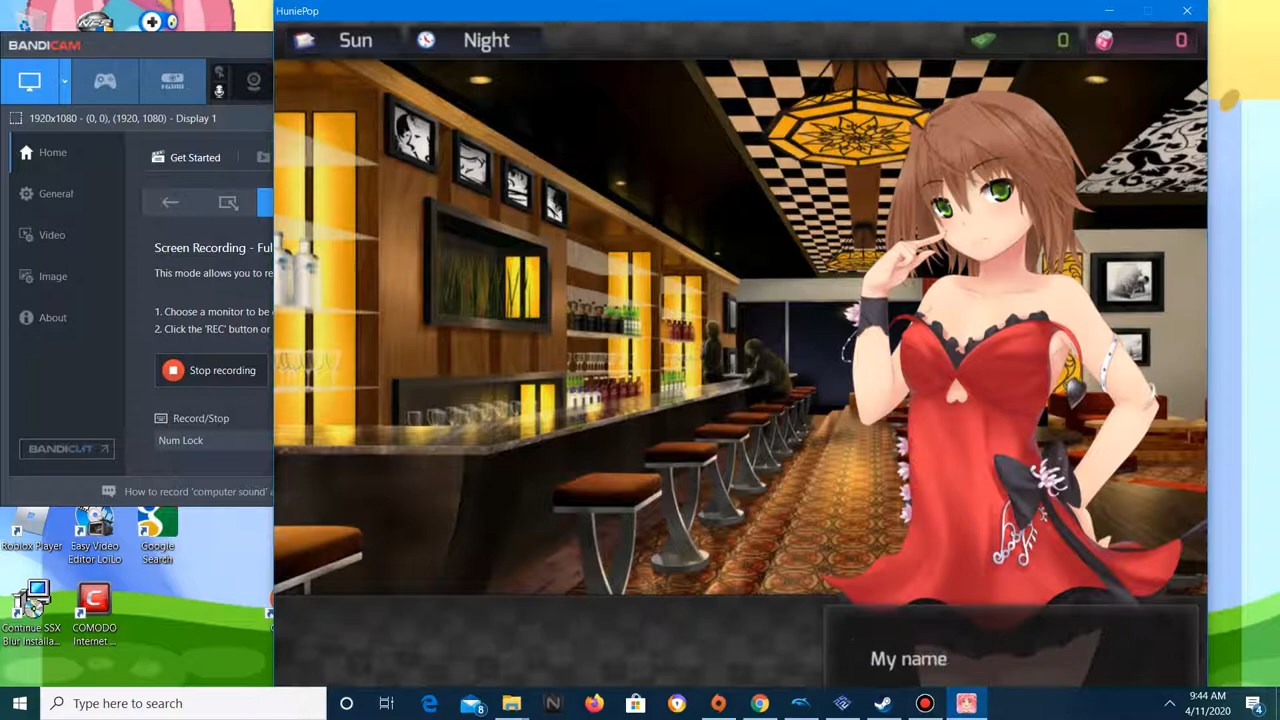 HuniePop
Sun
Night
0
0
BANDICAM
HDMI
1920x1080 - (0, 0), (1920, 1080) - Display 1
Home
General
Video
Image
About
Get Started
Screen Recording - Ful
This mode allows you to re
1. Choose a monitor to be
2. Click the 'REC' button or
Stop recording
Record/Stop
Num Lock
BANDICUT
How to record 'computer sound' a
Roblox Player
Easy Video
Editor LoiLo
Google
Search
Continue SSX
Blur Installa...
COMODO
Internet ...
My name
Type here to search
8
N
9:44 AM
4/11/2020
4